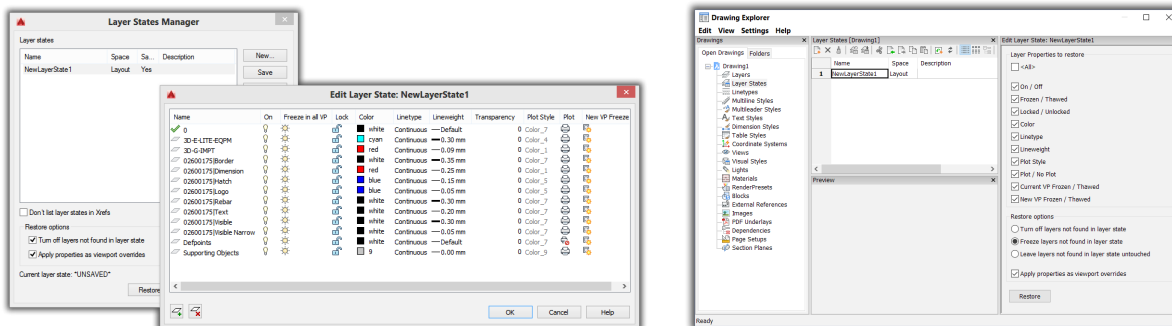 Layer States Manager
Layer states
Name Space Sa... Description
NewLayerState1 Layout Yes
New...
Save
Don't list layer states in Xrefs
Restore options
Turn off layers not found in layer state
Apply properties as viewport overrides
Current layer state: "UNSAVED"
Restore
Edit Layer State: NewLayerState1
Name On Freeze in all VP Lock Color Linetype Lineweight Transparency Plot Style Plot New VP Freeze
0 white Continuous Default 0 Color_7
3D-E-LITE-EQPM cyan Continuous 0.30 mm 0 Color_4
3D-G-IMPT red Continuous 0.09 mm 0 Color_1
02600175|Border white Continuous 0.35 mm 0 Color_7
02600175|Dimension red Continuous 0.25 mm 0 Color_1
02600175|Hatch blue Continuous 0.15 mm 0 Color_5
02600175|Logo blue Continuous 0.05 mm 0 Color_5
02600175|Rebar white Continuous 0.30 mm 0 Color_7
02600175|Text white Continuous 0.20 mm 0 Color_7
02600175|Visible white Continuous 0.30 mm 0 Color_7
02600175|Visible Narrow white Continuous 0.05 mm 0 Color_7
Defpoints white Continuous Default 0 Color_7
Supporting Objects 9 Continuous 0.00 mm 0 Color_9
OK Cancel Help
Drawing Explorer
Edit View Settings Help
Drawings
Open Drawings Folders
Drawing1
Layers
Layer States
Linetypes
Multiline Styles
Multileader Styles
Text Styles
Dimension Styles
Table Styles
Coordinate Systems
Views
Visual Styles
Lights
Materials
RenderPresets
Blocks
External References
Images
PDF Underlays
Dependencies
Page Setups
Section Planes
Ready
Layer States [Drawing1]
Name Space Description
1 NewLayerState1 Layout
Preview
Edit Layer State: NewLayerState1
Layer Properties to restore
<All>
On / Off
Frozen / Thawed
Locked / Unlocked
Color
Linetype
Lineweight
Plot Style
Plot / No Plot
Current VP Frozen / Thawed
New VP Frozen / Thawed
Restore options
Turn off layers not found in layer state
Freeze layers not found in layer state
Leave layers not found in layer state untouched
Apply properties as viewport overrides
Restore